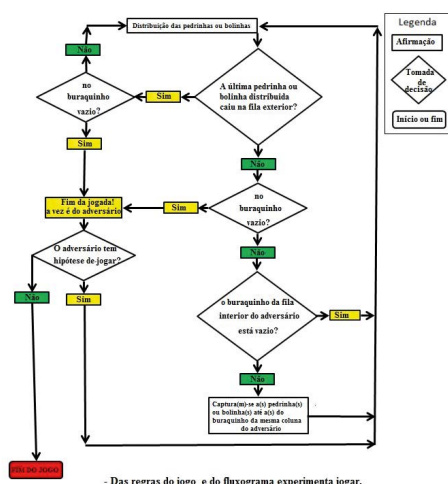 Distribuição das pedrinhas ou bolinhas
Legenda
Afirmação
Tomada
de
decisão
Início ou fim
Não
no
buraquinho
vazio?
Sim
A última pedrinha ou
bolinha distribuída
caiu na fila exterior?
Sim
Não
Fim da jogada!
a vez é do adversário
Sim
no
buraquinho
vazio?
O adversário tem
hipótese de-jogar?
Não
Não
Sim
o buraquinho da fila
interior do adversário
está vazio?
Sim
Não
Captura(m)-se a(s) pedrinha(s)
ou bolinha(s) até a(s) do
buraquinho da mesma coluna
do adversário
DO JOGO
- Das regras do jogo e do fluxograma experimenta jogar.